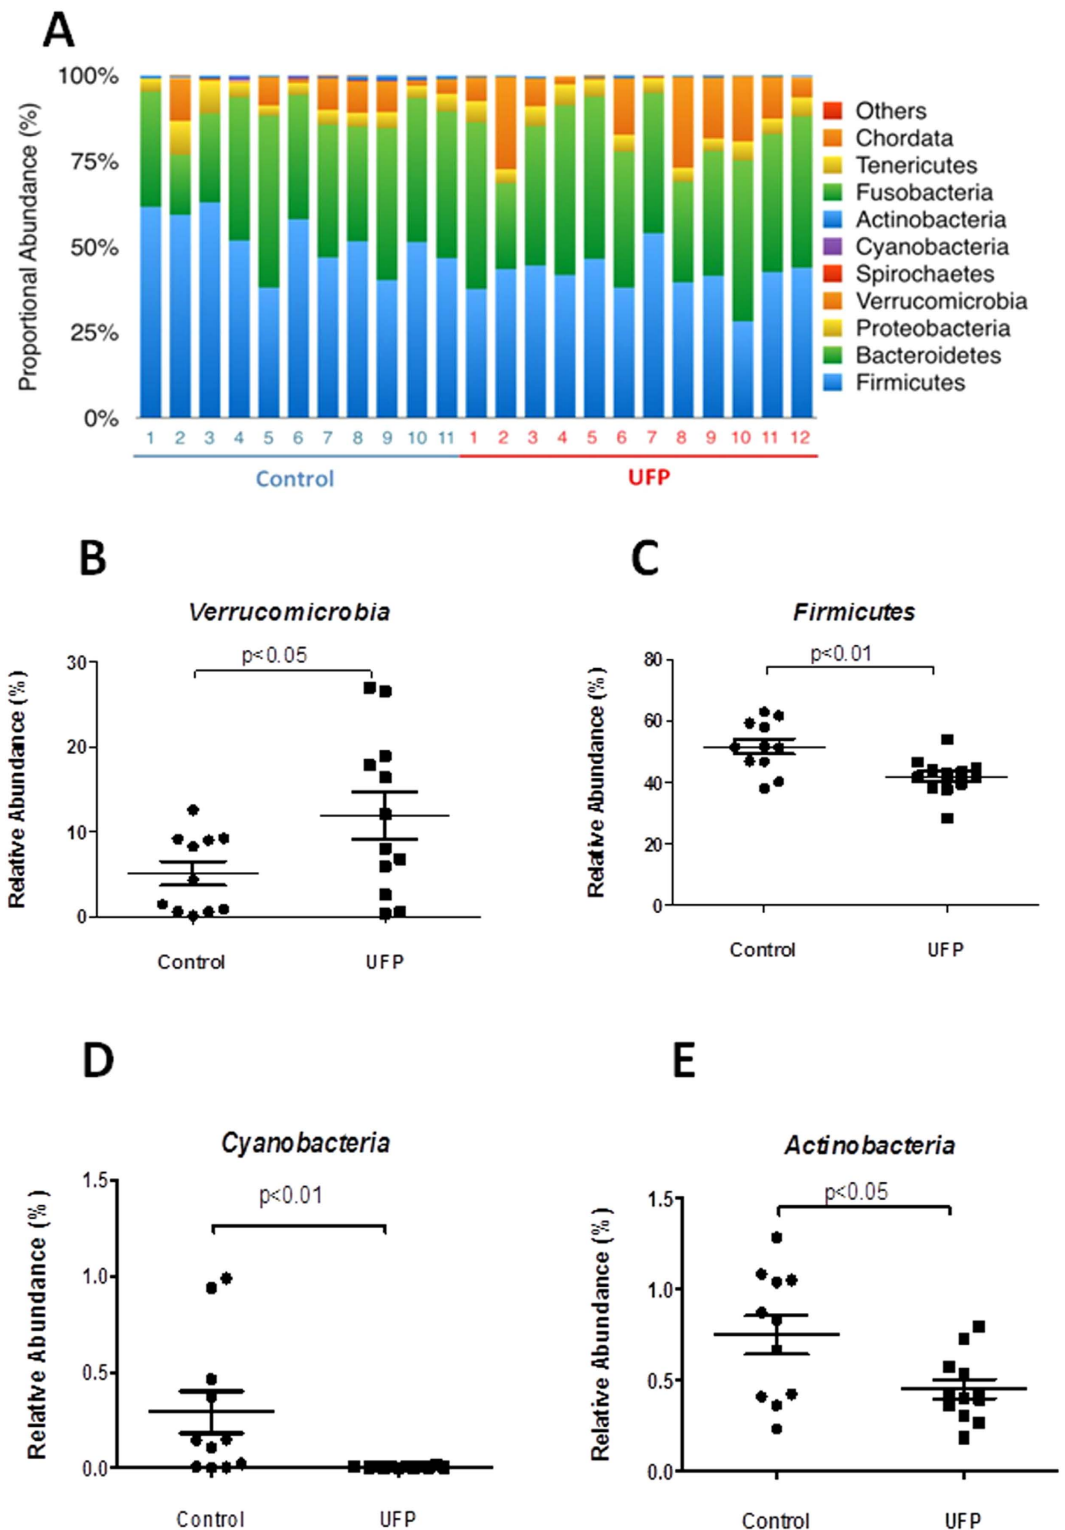 A
Proportional Abundance (%)
100%
75%
50%
25%
0%
1 2 3 4 5 6 7 8 9 10 11 1 2 3 4 5 6 7 8 9 10 11 12
Control UFP
Others
Chordata
Tenericutes
Fusobacteria
Actinobacteria
Cyanobacteria
Spirochaetes
Verrucomicrobia
Proteobacteria
Bacteroidetes
Firmicutes
B
Verrucomicrobia
p<0.05
Relative Abundance (%)
30
20
10
0
Control UFP
C
Firmicutes
p<0.01
Relative Abundance (%)
80
60
40
20
0
Control UFP
D
Cyanobacteria
p<0.01
Relative Abundance (%)
1.5
1.0
0.5
0.0
Control UFP
E
Actinobacteria
p<0.05
Relative Abundance (%)
1.5
1.0
0.5
0.0
Control UFP